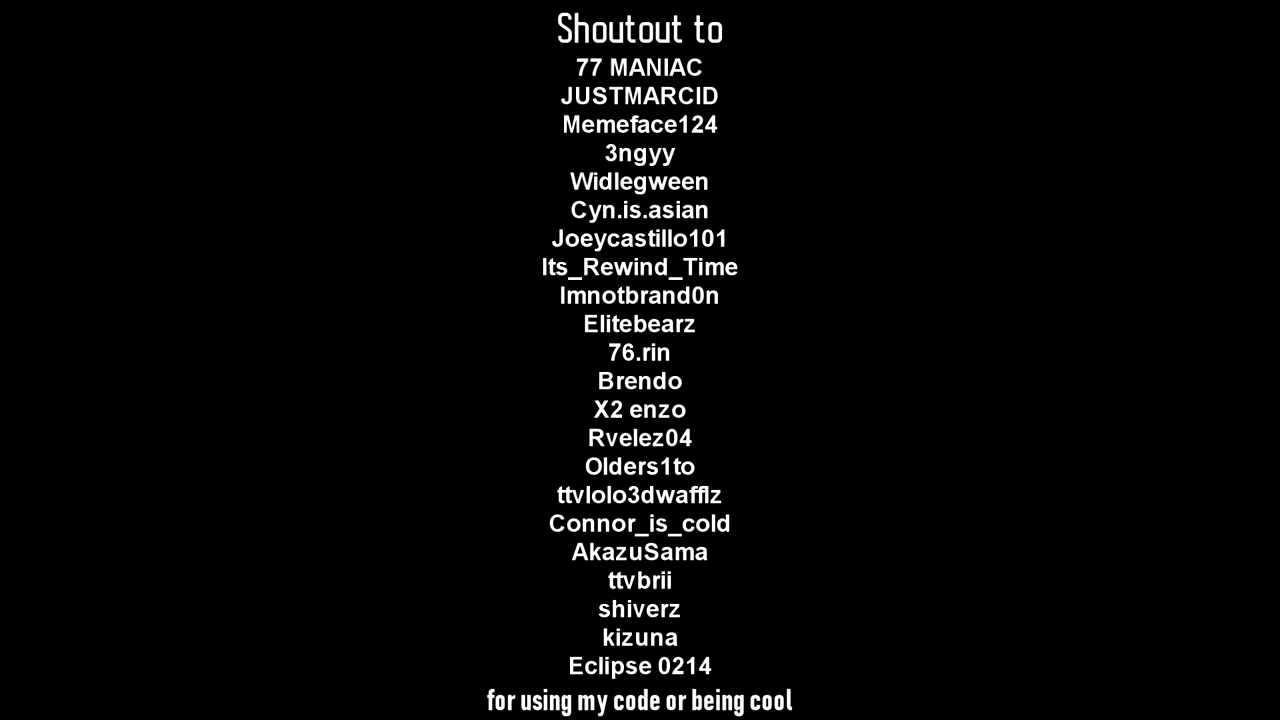 Shoutout to
77 MANIAC
JUSTMARCID
Memeface124
3ngyy
Widlegween
Cyn.is.asian
Joeycastillo101
Its_Rewind_Time
Imnotbrand0n
Elitebearz
76.rin
Brendo
X2 enzo
Rvelez04
Olders1to
ttvlolo3dwafflz
Connor_is_cold
AkazuSama
ttvbrii
shiverz
kizuna
Eclipse 0214
for using my code or being cool